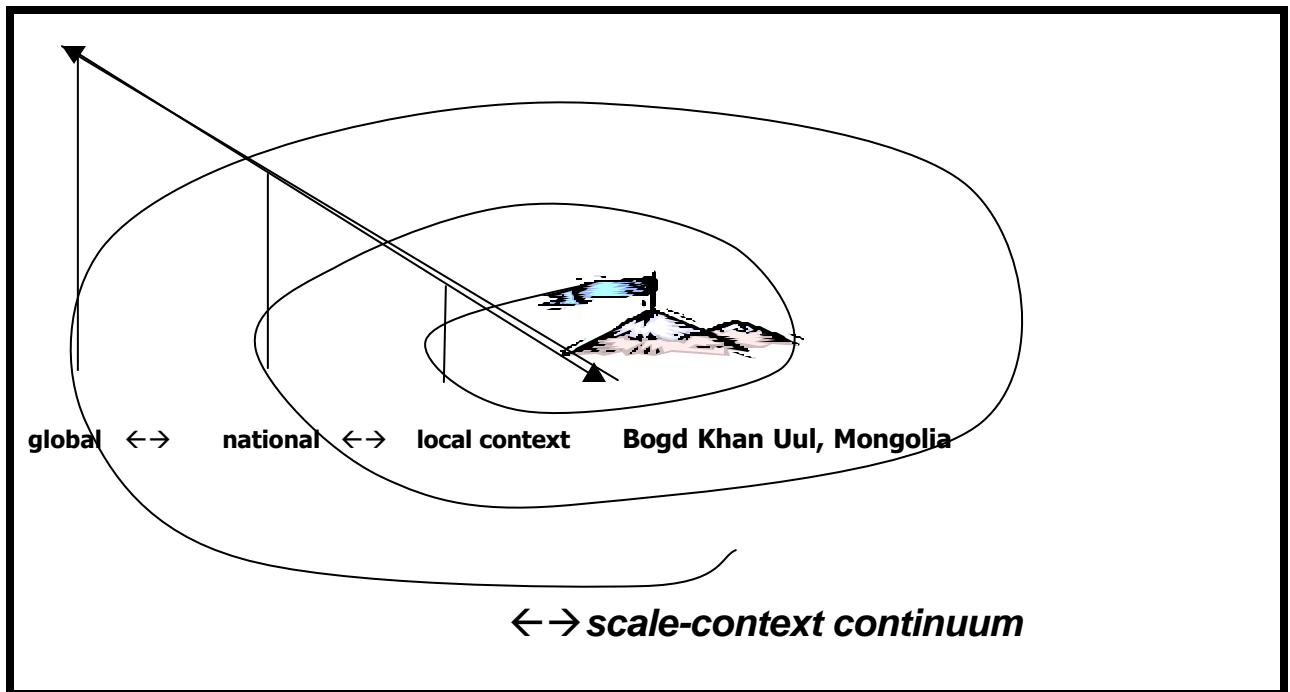 global ←→ national ←→ local context Bogd Khan Uul, Mongolia
←→ scale-context continuum